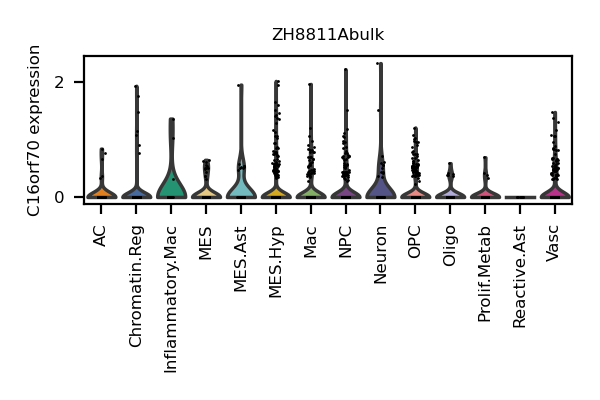 ZH8811Abulk
C16orf70 expression
2
0
AC
Chromatin.Reg
Inflammatory.Mac
MES
MES.Ast
MES.Hyp
Mac
NPC
Neuron
OPC
Oligo
Prolif.Metab
Reactive.Ast
Vasc